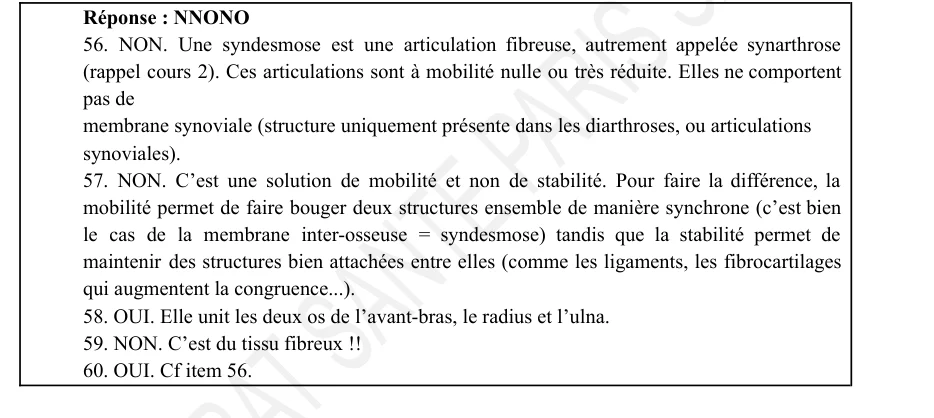 Réponse : NNONO
56. NON. Une syndesmose est une articulation fibreuse, autrement appelée synarthrose
(rappel cours 2). Ces articulations sont à mobilité nulle ou très réduite. Elles ne comportent
pas de
membrane synoviale (structure uniquement présente dans les diarthroses, ou articulations
synoviales).
57. NON. C’est une solution de mobilité et non de stabilité. Pour faire la différence, la
mobilité permet de faire bouger deux structures ensemble de manière synchrone (c’est bien
le cas de la membrane inter-osseuse = syndesmose) tandis que la stabilité permet de
maintenir des structures bien attachées entre elles (comme les ligaments, les fibrocartilages
qui augmentent la congruence...).
58. OUI. Elle unit les deux os de l’avant-bras, le radius et l’ulna.
59. NON. C’est du tissu fibreux !!
60. OUI. Cf item 56.
SANTE PARIS